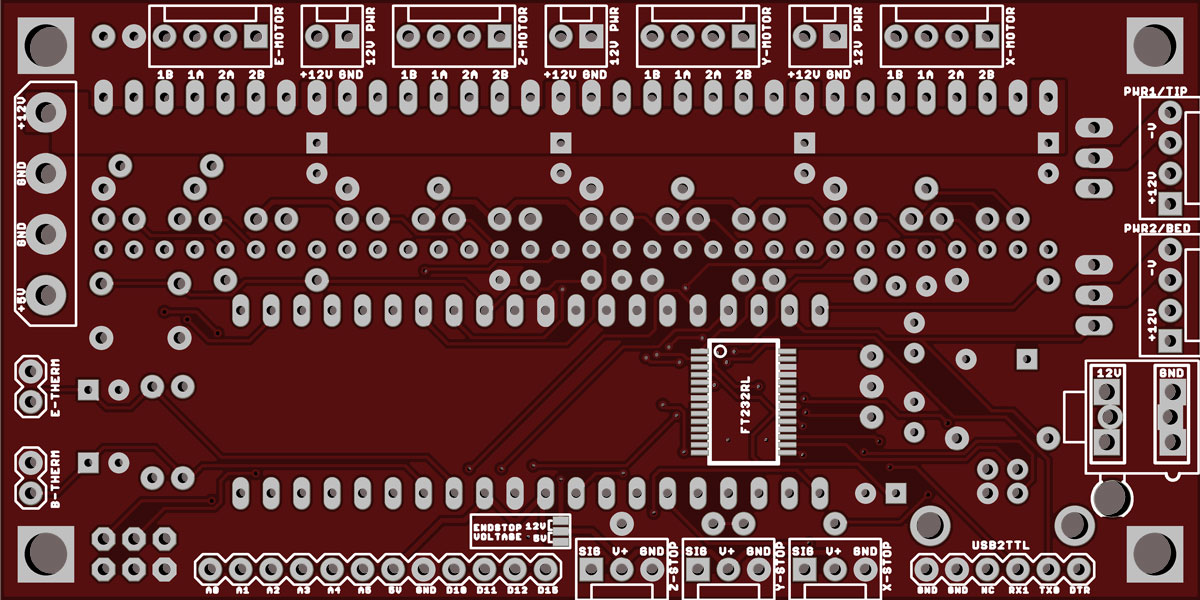 E-MOTOR
12V PWR
Z-MOTOR
12V PWR
Y-MOTOR
12V PWR
X-MOTOR
1B 1A 2A 2B
+12V GND
1B 1A 2A 2B
+12V GND
1B 1A 2A 2B
+12V GND
1B 1A 2A 2B
+12V
GND
GND
+5V
PWR1/TIP
-V
+12V
PWR2/BED
-V
+12V
12V
GND
E-THERM
B-THERM
FT232RL
ENDSTOP 12V
VOLTAGE 5V
SIG V+ GND
Z-STOP
SIG V+ GND
Y-STOP
SIG V+ GND
X-STOP
USB2TTL
A0 A1 A2 A3 A4 A5 5V GND D10 D11 D12 D13
GND GND NC RX1 TX0 DTR